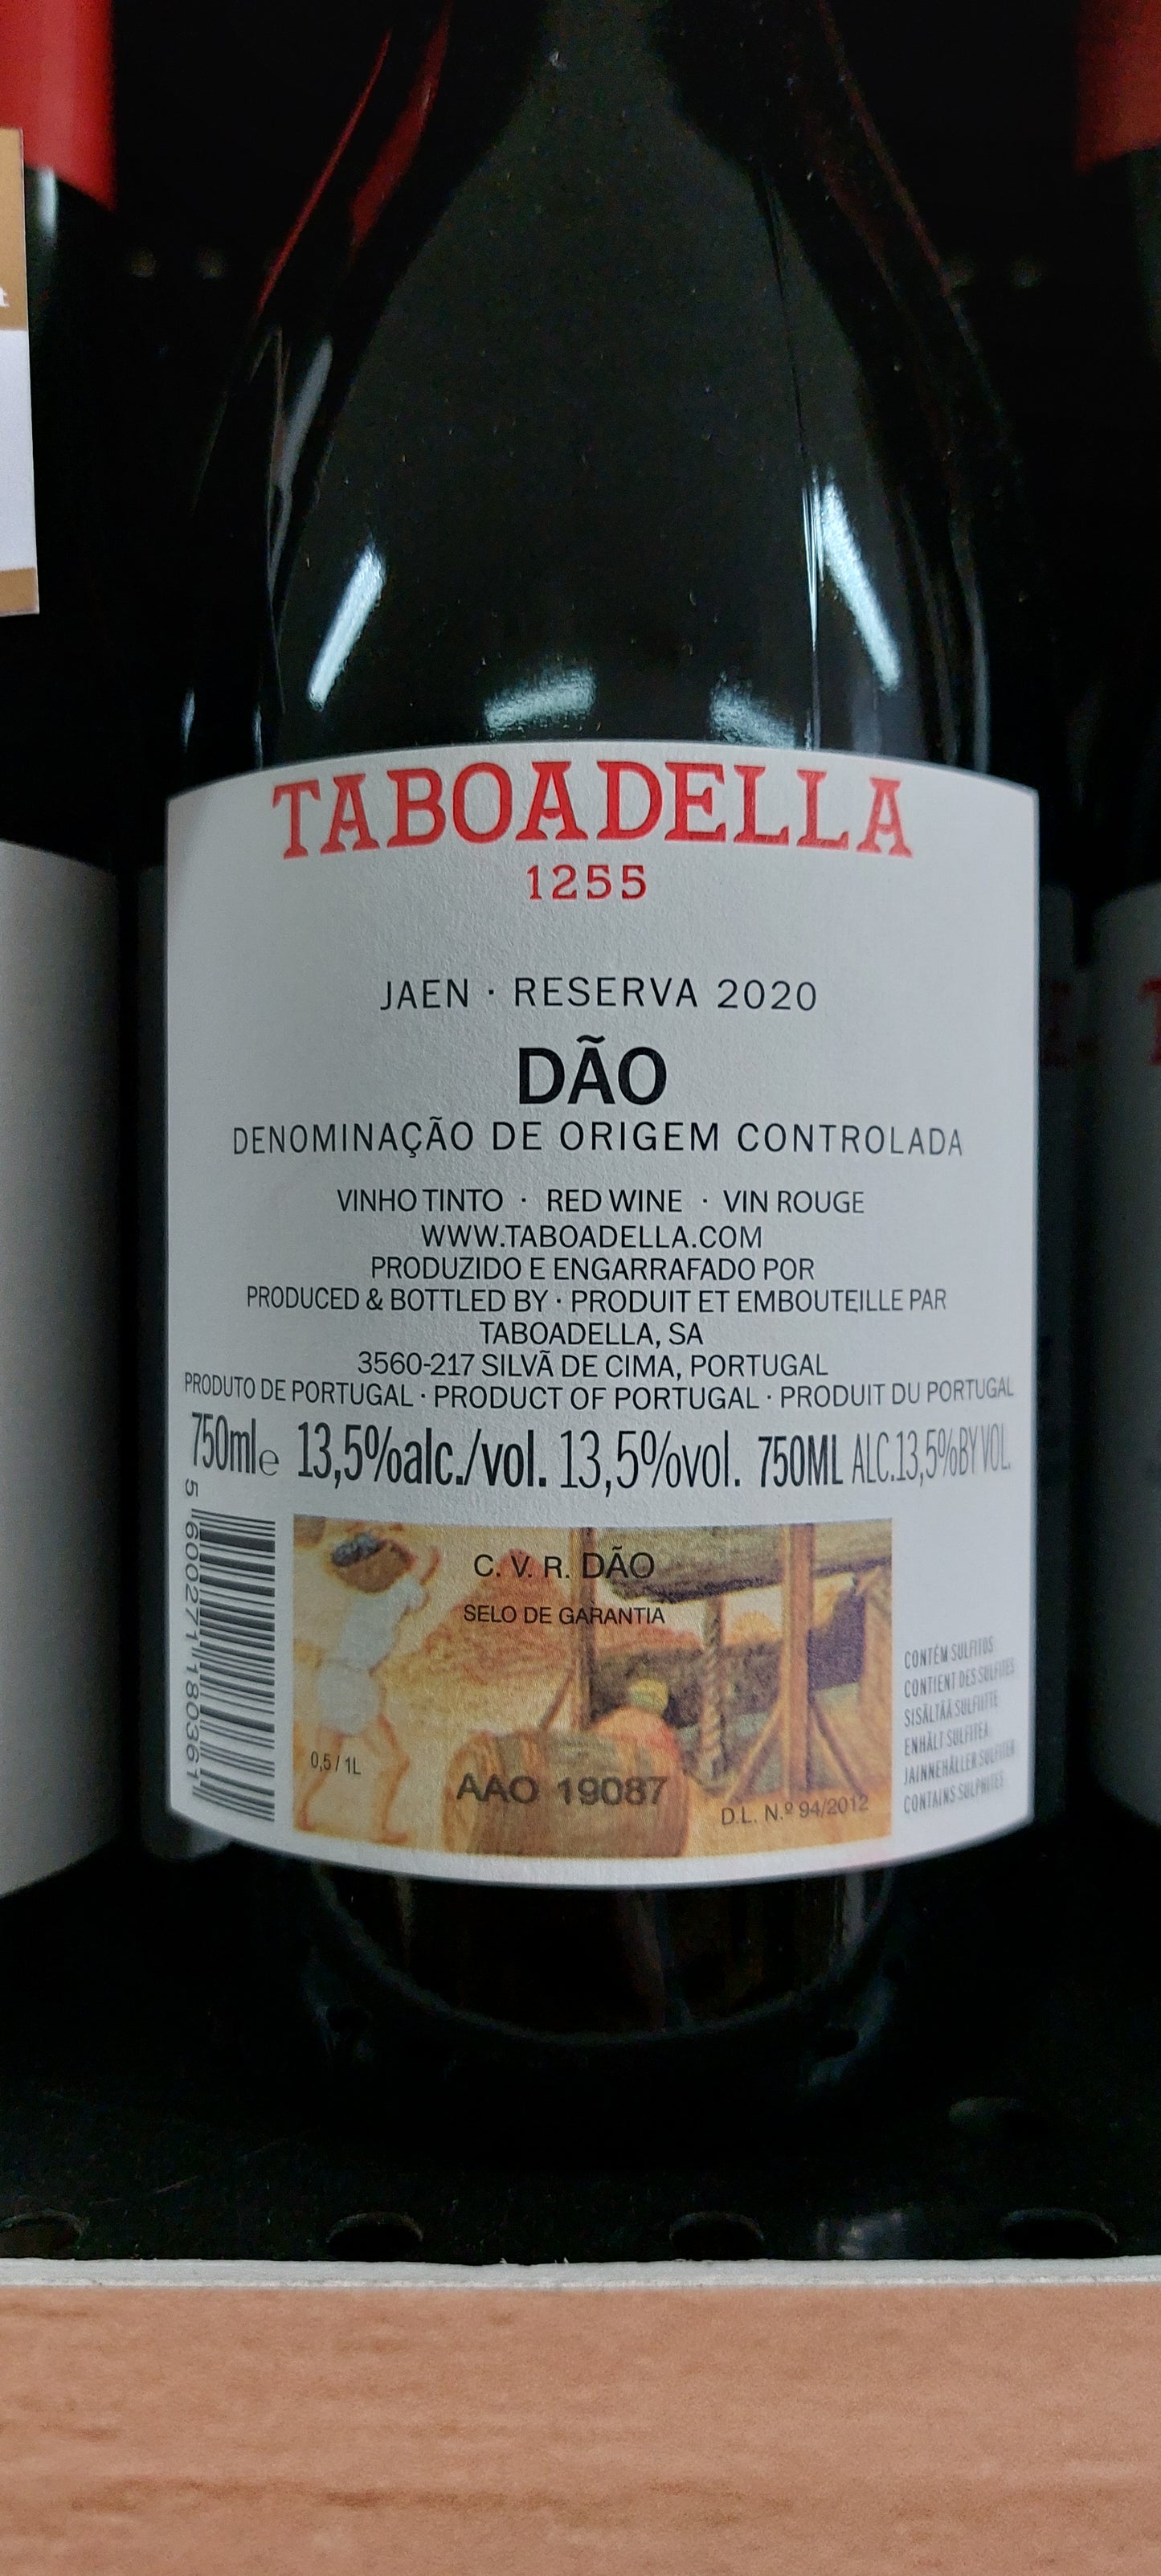 TABOADELLA
1255
JAEN · RESERVA 2020
DÃO
DENOMINAÇÃO DE ORIGEM CONTROLADA
VINHO TINTO · RED WINE · VIN ROUGE
WWW.TABOADELLA.COM
PRODUZIDO E ENGARRAFADO POR
PRODUCED & BOTTLED BY · PRODUIT ET EMBOUTEILLE PAR
TABOADELLA, SA
3560-217 SILVÃ DE CIMA, PORTUGAL
PRODUTO DE PORTUGAL · PRODUCT OF PORTUGAL · PRODUIT DU PORTUGAL
750ml e 13,5%alc./vol. 13,5%vol. 750ML ALC.13,5%BY VOL.
5 600271 180361
C. V. R. DÃO
SELO DE GARANTIA
0,5 / 1L
AAO 19087
D.L. N.º 94/2012
CONTÉM SULFITOS
CONTIENT DES SULFITES
SISÄLTÄÄ SULFIITTE
ENHÄLT SULFITEA
JAINNEHÅLLER SULFITER
CONTAINS SULPHITES